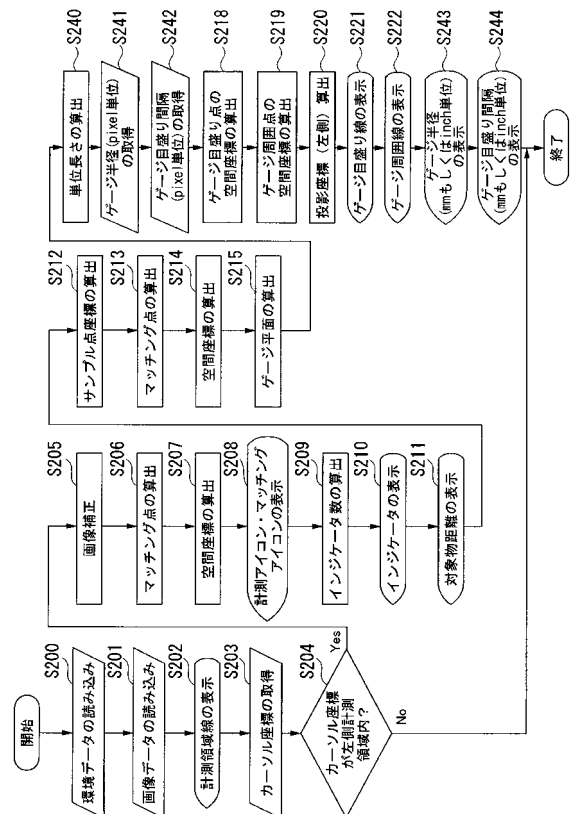 開始
S200
環境データの読み込み
S201
画像データの読み込み
S202
計測領域線の表示
S203
カーソル座標の取得
S204
カーソル座標
が左側計測
領域内?
Yes
No
S205
画像補正
S206
マッチング点の算出
S207
空間座標の算出
S208
計測アイコン・マッチング
アイコンの表示
S209
インジケータ数の算出
S210
インジケータの表示
S211
対象物距離の表示
S212
サンプル点座標の算出
S213
マッチング点の算出
S214
空間座標の算出
S215
ゲージ平面の算出
S240
単位長さの算出
S241
ゲージ半径(pixel単位)
の取得
S242
ゲージ目盛り間隔
(pixel単位)の取得
S218
ゲージ目盛り点の
空間座標の算出
S219
ゲージ周囲点の
空間座標の算出
S220
投影座標(左側)算出
S221
ゲージ目盛り線の表示
S222
ゲージ周囲線の表示
S243
ゲージ半径
(mmもしくはinch単位)
の表示
S244
ゲージ目盛り間隔
(mmもしくはinch単位)
の表示
終了